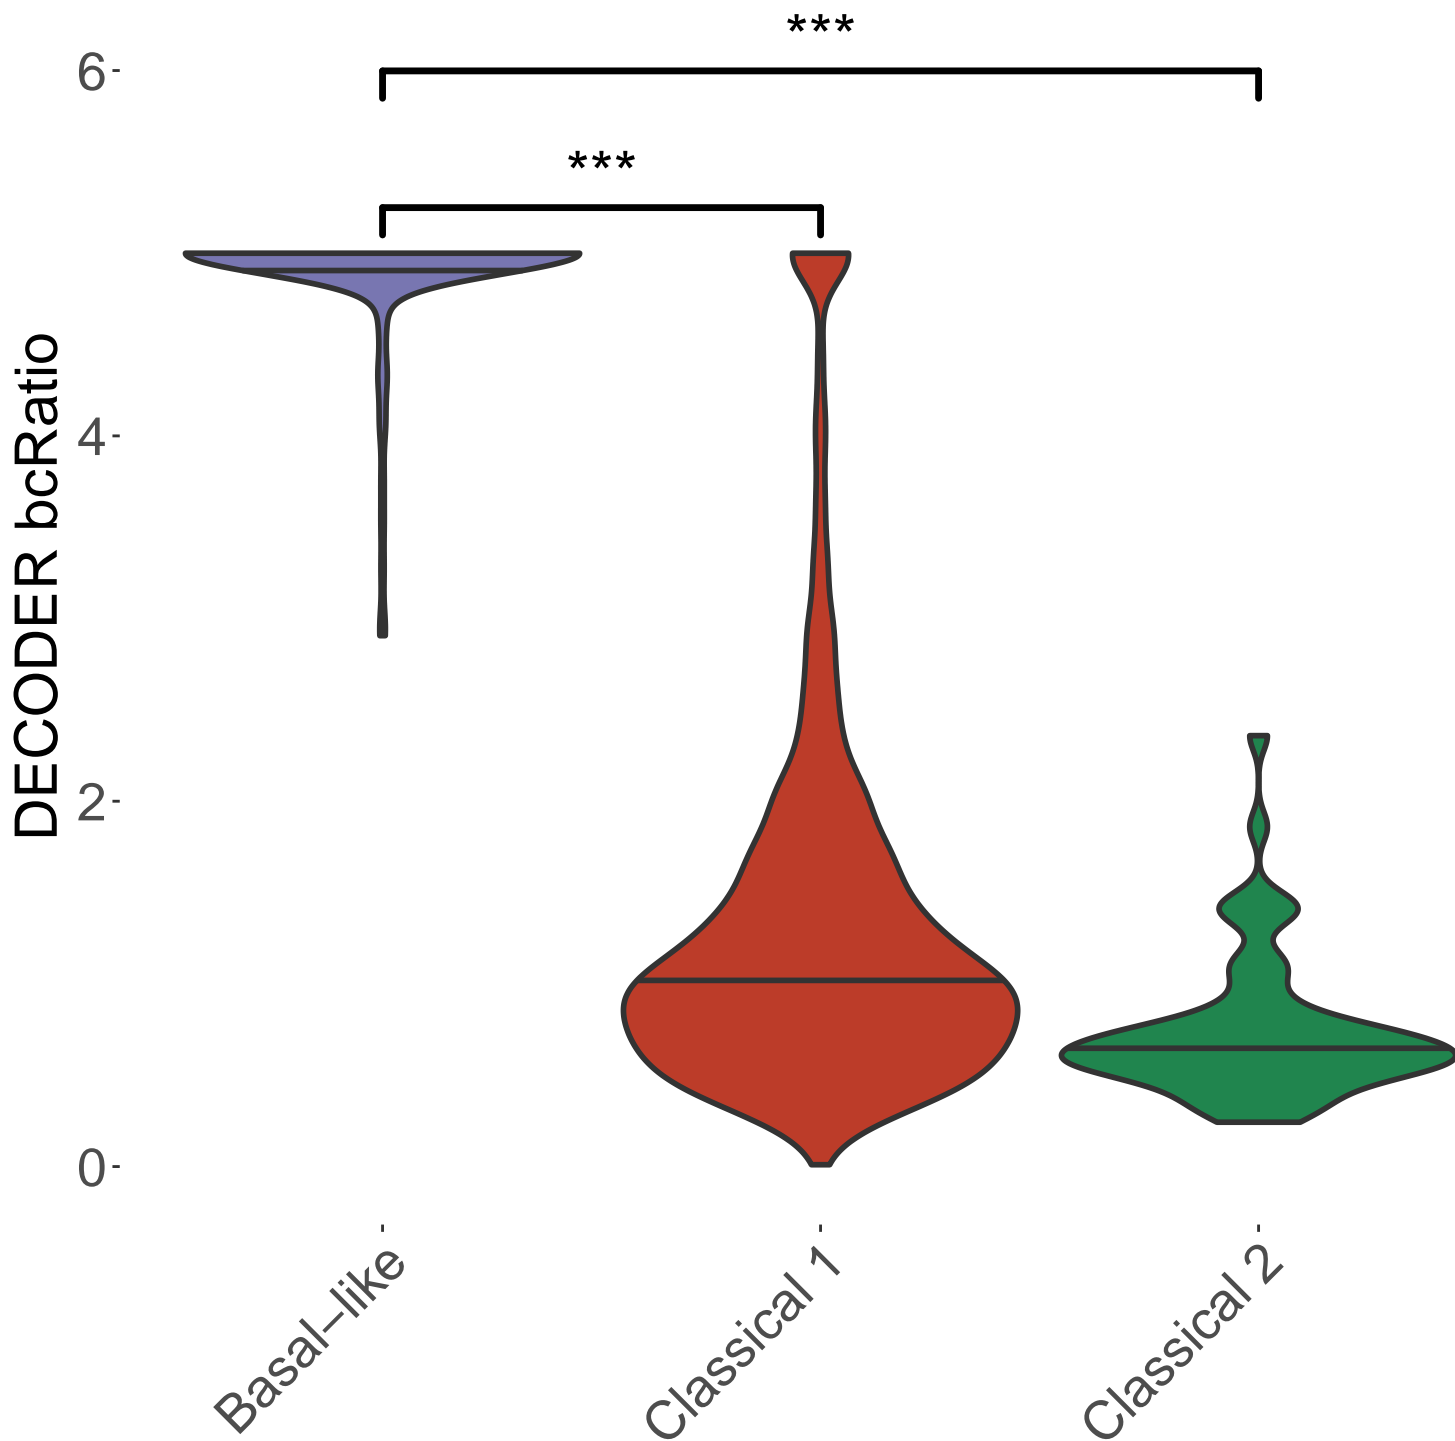 ***
6
***
4
2
0
DECODER bcRatio
Basal–like
Classical 1
Classical 2